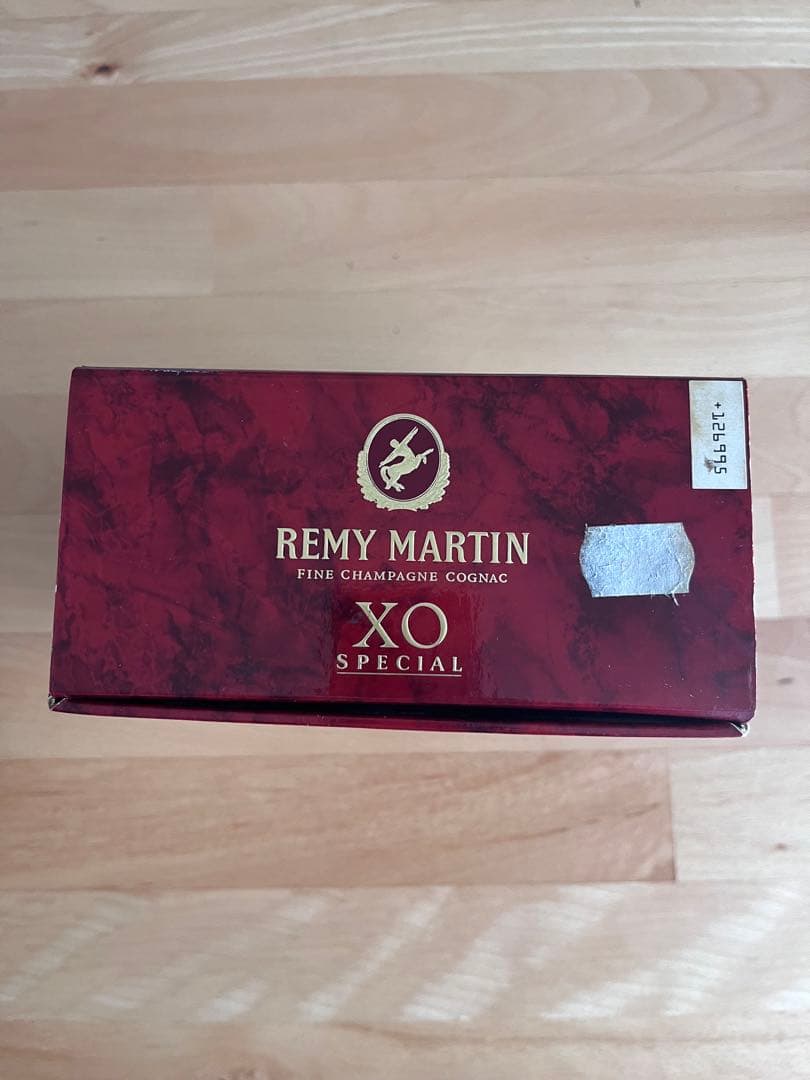 REMY MARTIN
FINE CHAMPAGNE COGNAC
XO
SPECIAL